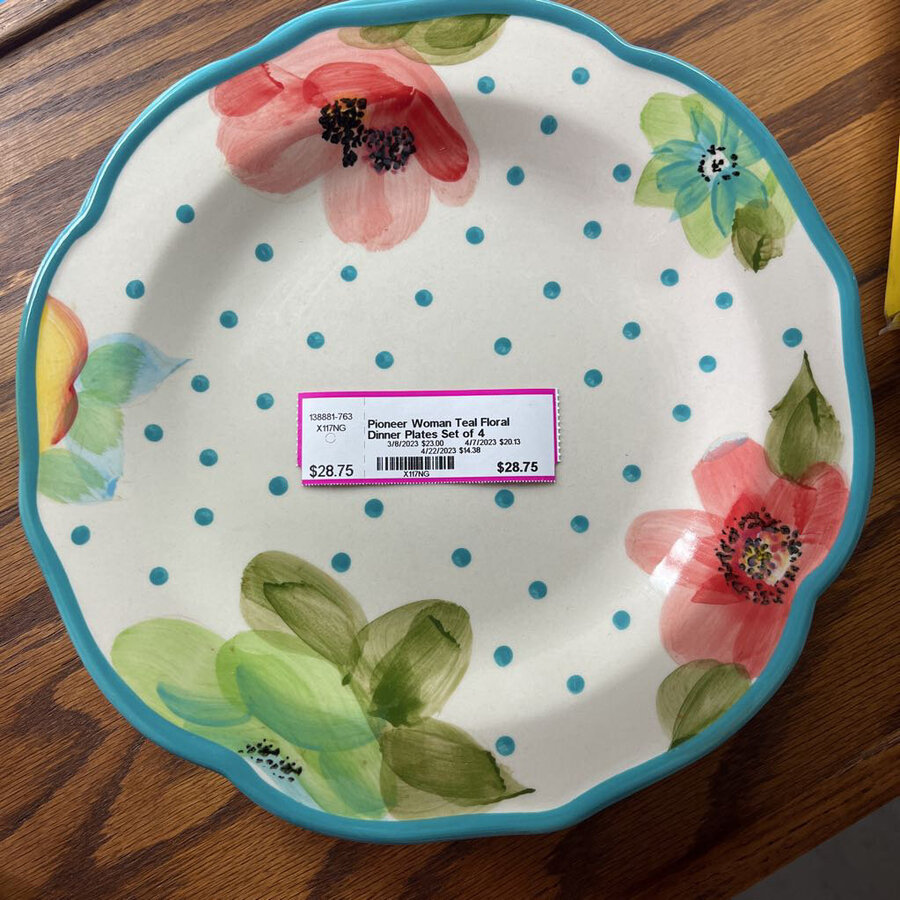 138881-763
X117NG
$28.75
Pioneer Woman Teal Floral
Dinner Plates Set of 4
3/8/2023 $23.00 4/7/2023 $20.13
4/22/2023 $14.38
X117NG
$28.75